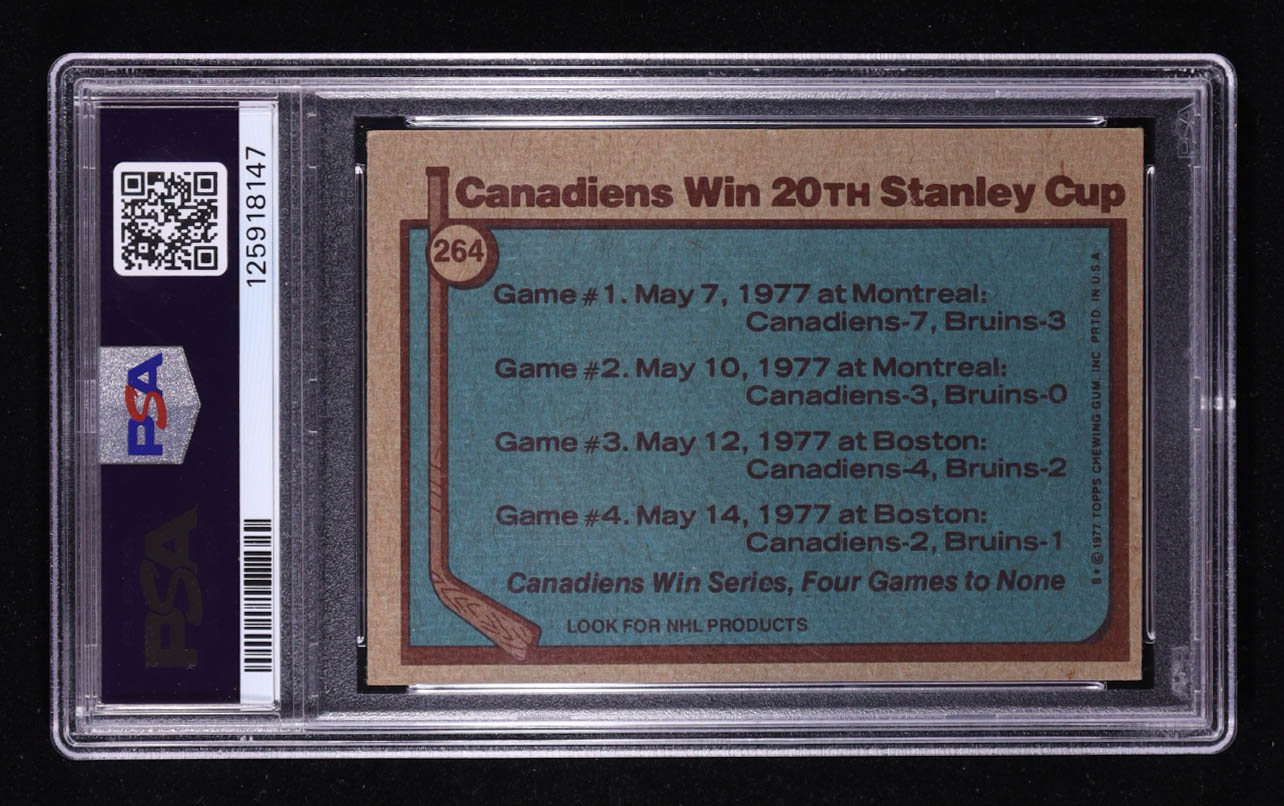 Canadiens Win 20TH Stanley Cup
264
Game #1. May 7, 1977 at Montreal:
Canadiens-7, Bruins-3
Game #2. May 10, 1977 at Montreal:
Canadiens-3, Bruins-0
Game #3. May 12, 1977 at Boston:
Canadiens-4, Bruins-2
Game #4. May 14, 1977 at Boston:
Canadiens-2, Bruins-1
Canadiens Win Series, Four Games to None
LOOK FOR NHL PRODUCTS
B* © 1977 TOPPS CHEWING GUM, INC. PRTD. IN U.S.A
125918147
PSA
PSA
PSA
PSA